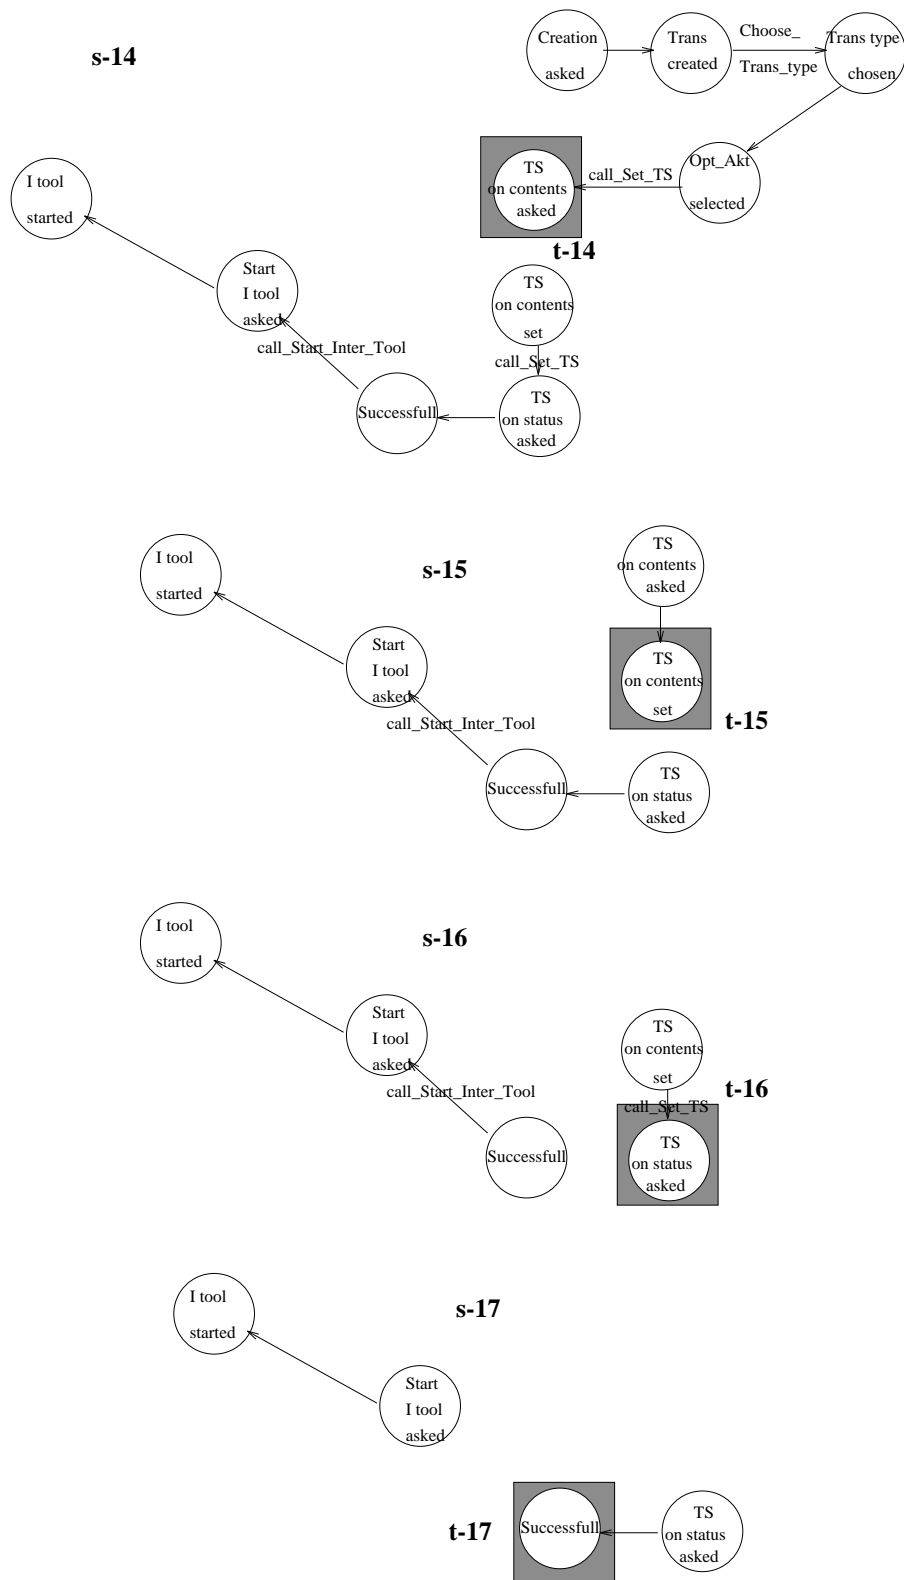 s-14
Creation
asked
Trans
created
Choose_
Trans_type
Trans type
chosen
I tool
started
TS
on contents
asked
call_Set_TS
Opt_Akt
selected
t-14
Start
I tool
asked
TS
on contents
set
call_Start_Inter_Tool
call_Set_TS
Successfull
TS
on status
asked
s-15
I tool
started
TS
on contents
asked
Start
I tool
asked
TS
on contents
set
t-15
call_Start_Inter_Tool
Successfull
TS
on status
asked
s-16
I tool
started
Start
I tool
asked
TS
on contents
set
t-16
call_Start_Inter_Tool
call_Set_TS
Successfull
TS
on status
asked
s-17
I tool
started
Start
I tool
asked
t-17
Successfull
TS
on status
asked